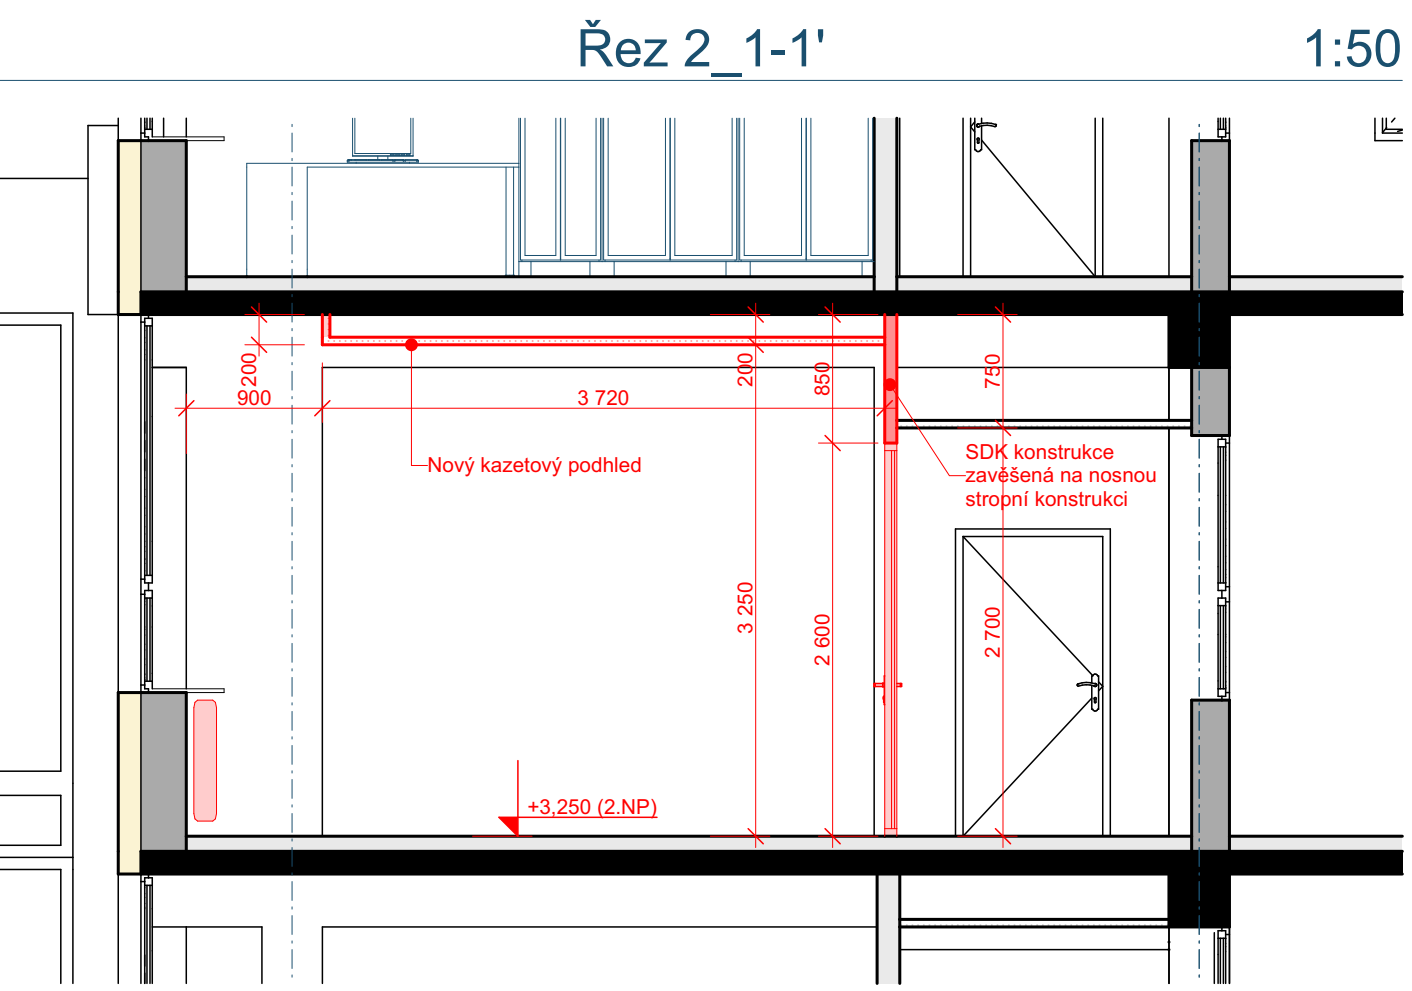 Řez 2_1-1'
1:50
200
900
3 720
200
850
750
Nový kazetový podhled
SDK konstrukce
zavěšená na nosnou
stropní konstrukci
3 250
2 600
2 700
+3,250 (2.NP)